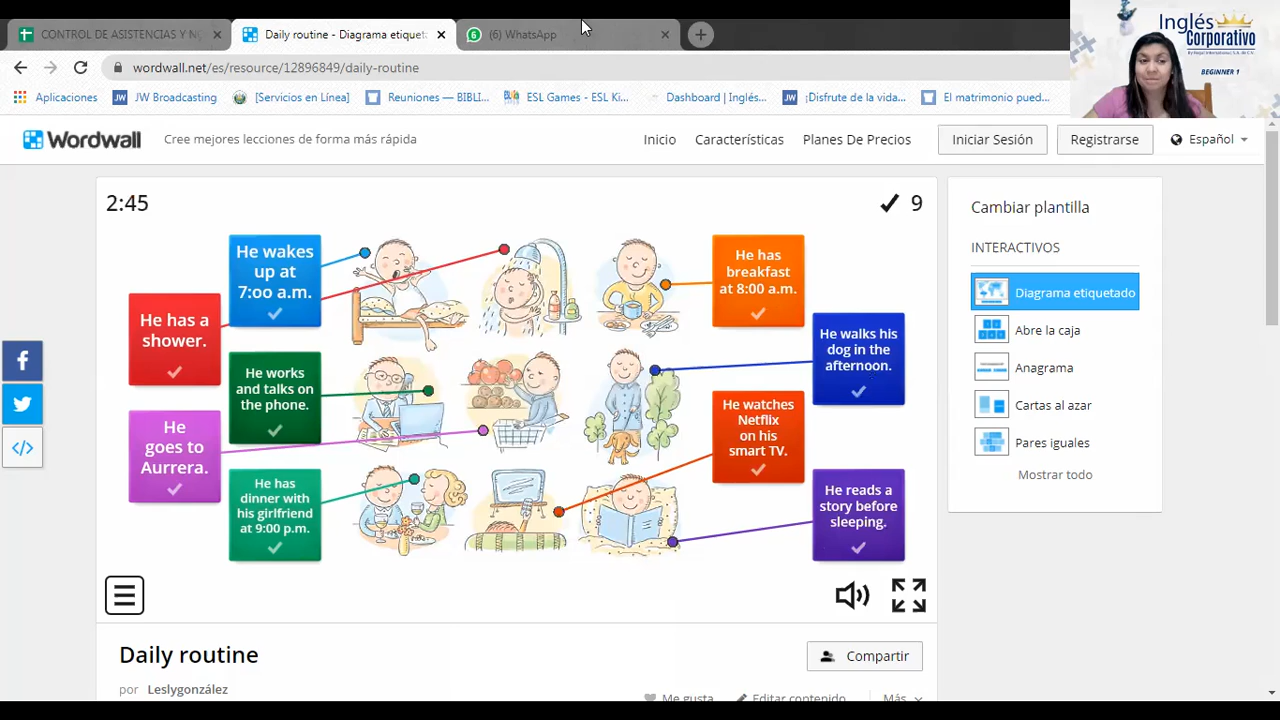 CONTROL DE ASISTENCIAS Y N
Daily routine - Diagrama etiquet
(6) WhatsApp
wordwall.net/es/resource/12896849/daily-routine
Aplicaciones
JW Broadcasting
[Servicios en Línea]
Reuniones — BIBLI...
ESL Games - ESL Ki...
Dashboard | Inglés...
¡Disfrute de la vida...
El matrimonio pued...
Inglés
Corporativo
BEGINNER 1
Wordwall
Cree mejores lecciones de forma más rápida
Inicio
Características
Planes De Precios
Iniciar Sesión
Registrarse
Español
2:45
9
He wakes
up at
7:oo a.m.
He has a
shower.
He works
and talks on
the phone.
He
goes to
Aurrera.
He has
dinner with
his girlfriend
at 9:00 p.m.
He has
breakfast
at 8:00 a.m.
He walks his
dog in the
afternoon.
He watches
Netflix
on his
smart TV.
He reads a
story before
sleeping.
Cambiar plantilla
INTERACTIVOS
Diagrama etiquetado
Abre la caja
Anagrama
Cartas al azar
Pares iguales
Mostrar todo
Daily routine
Compartir
por Leslygonzález
Me gusta
Editar contenido
Más